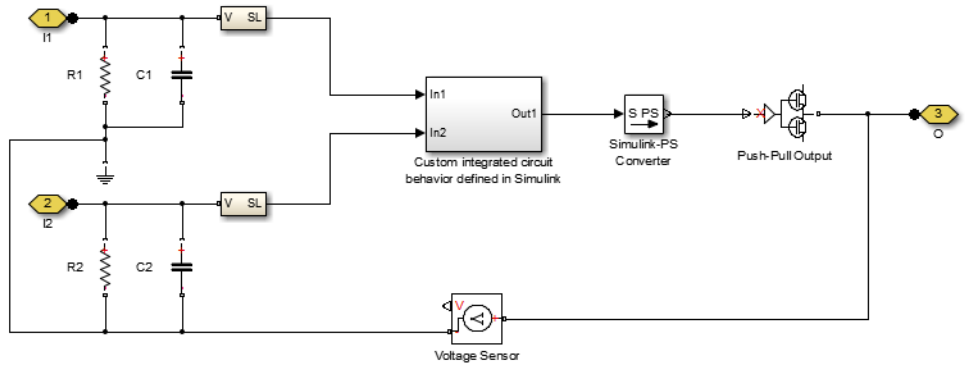 1
I1
V SL
R1
C1
In1
In2
Out1
Custom integrated circuit
behavior defined in Simulink
S PS
Simulink-PS
Converter
Push-Pull Output
3
O
2
I2
V SL
R2
C2
V
V
Voltage Sensor